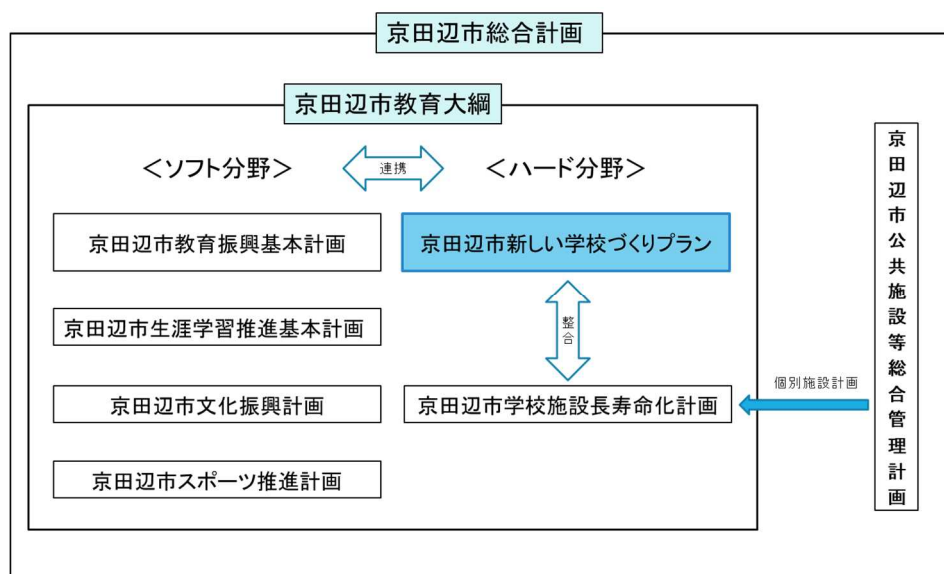 京田辺市総合計画
京田辺市教育大綱
<ソフト分野>
連携
<ハード分野>
京田辺市教育振興基本計画
京田辺市新しい学校づくりプラン
整合
京田辺市生涯学習推進基本計画
京田辺市文化振興計画
京田辺市学校施設長寿命化計画
個別施設計画
京田辺市スポーツ推進計画
京田辺市公共施設等総合管理計画